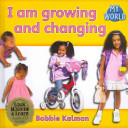 I am growing
and changing
MY
WORLD
Bobbie Kalman